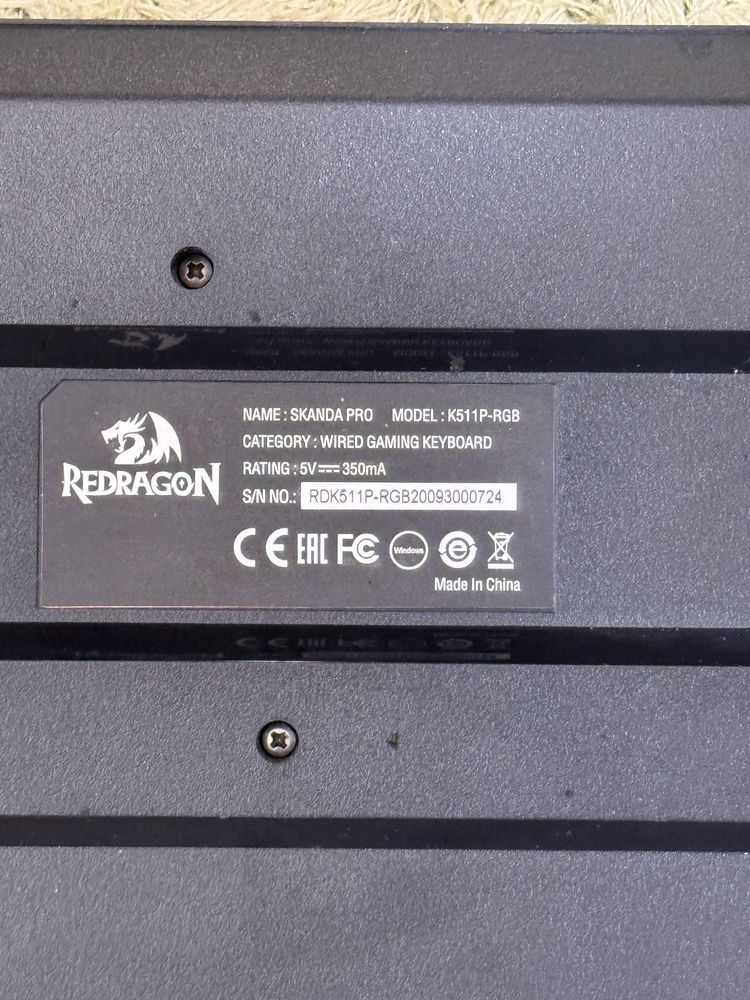 REDRAGON
NAME : SKANDA PRO MODEL : K511P-RGB
CATEGORY : WIRED GAMING KEYBOARD
RATING : 5V⎓350mA
S/N NO.: RDK511P-RGB20093000724
CE EAC FC Windows e
Made In China